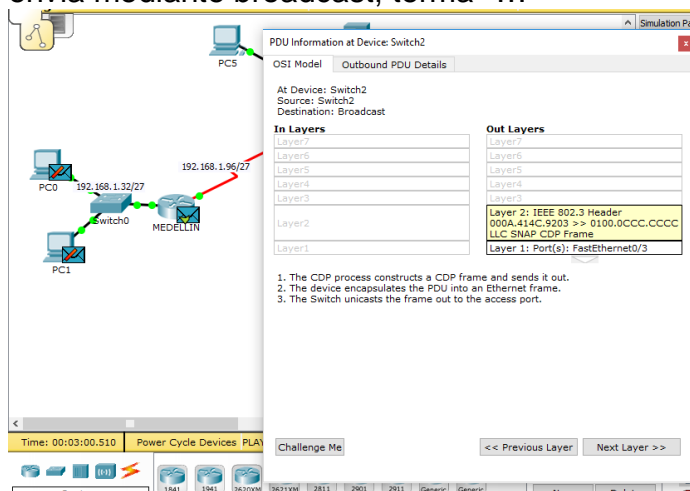 envía mediante broadcast, forma
Simulation Pa
PDU Information at Device: Switch2
x
PC5
OSI Model
Outbound PDU Details
At Device: Switch2
Source: Switch2
Destination: Broadcast
In Layers
Out Layers
Layer7
Layer7
Layer6
Layer6
Layer5
Layer5
Layer4
Layer4
Layer3
Layer3
Layer2
Layer 2: IEEE 802.3 Header
000A.414C.9203 >> 0100.0CCC.CCCC
LLC SNAP CDP Frame
Layer1
Layer 1: Port(s): FastEthernet0/3
192.168.1.96/27
PC0
192.168.1.32/27
Switch0
MEDELLIN
PC1
1. The CDP process constructs a CDP frame and sends it out.
2. The device encapsulates the PDU into an Ethernet frame.
3. The Switch unicasts the frame out to the access port.
Challenge Me
<< Previous Layer
Next Layer >>
Time: 00:03:00.510
Power Cycle Devices
PLAY
1841
1941
2620XM
2621XM
2811
2901
2911
Generic
Generic